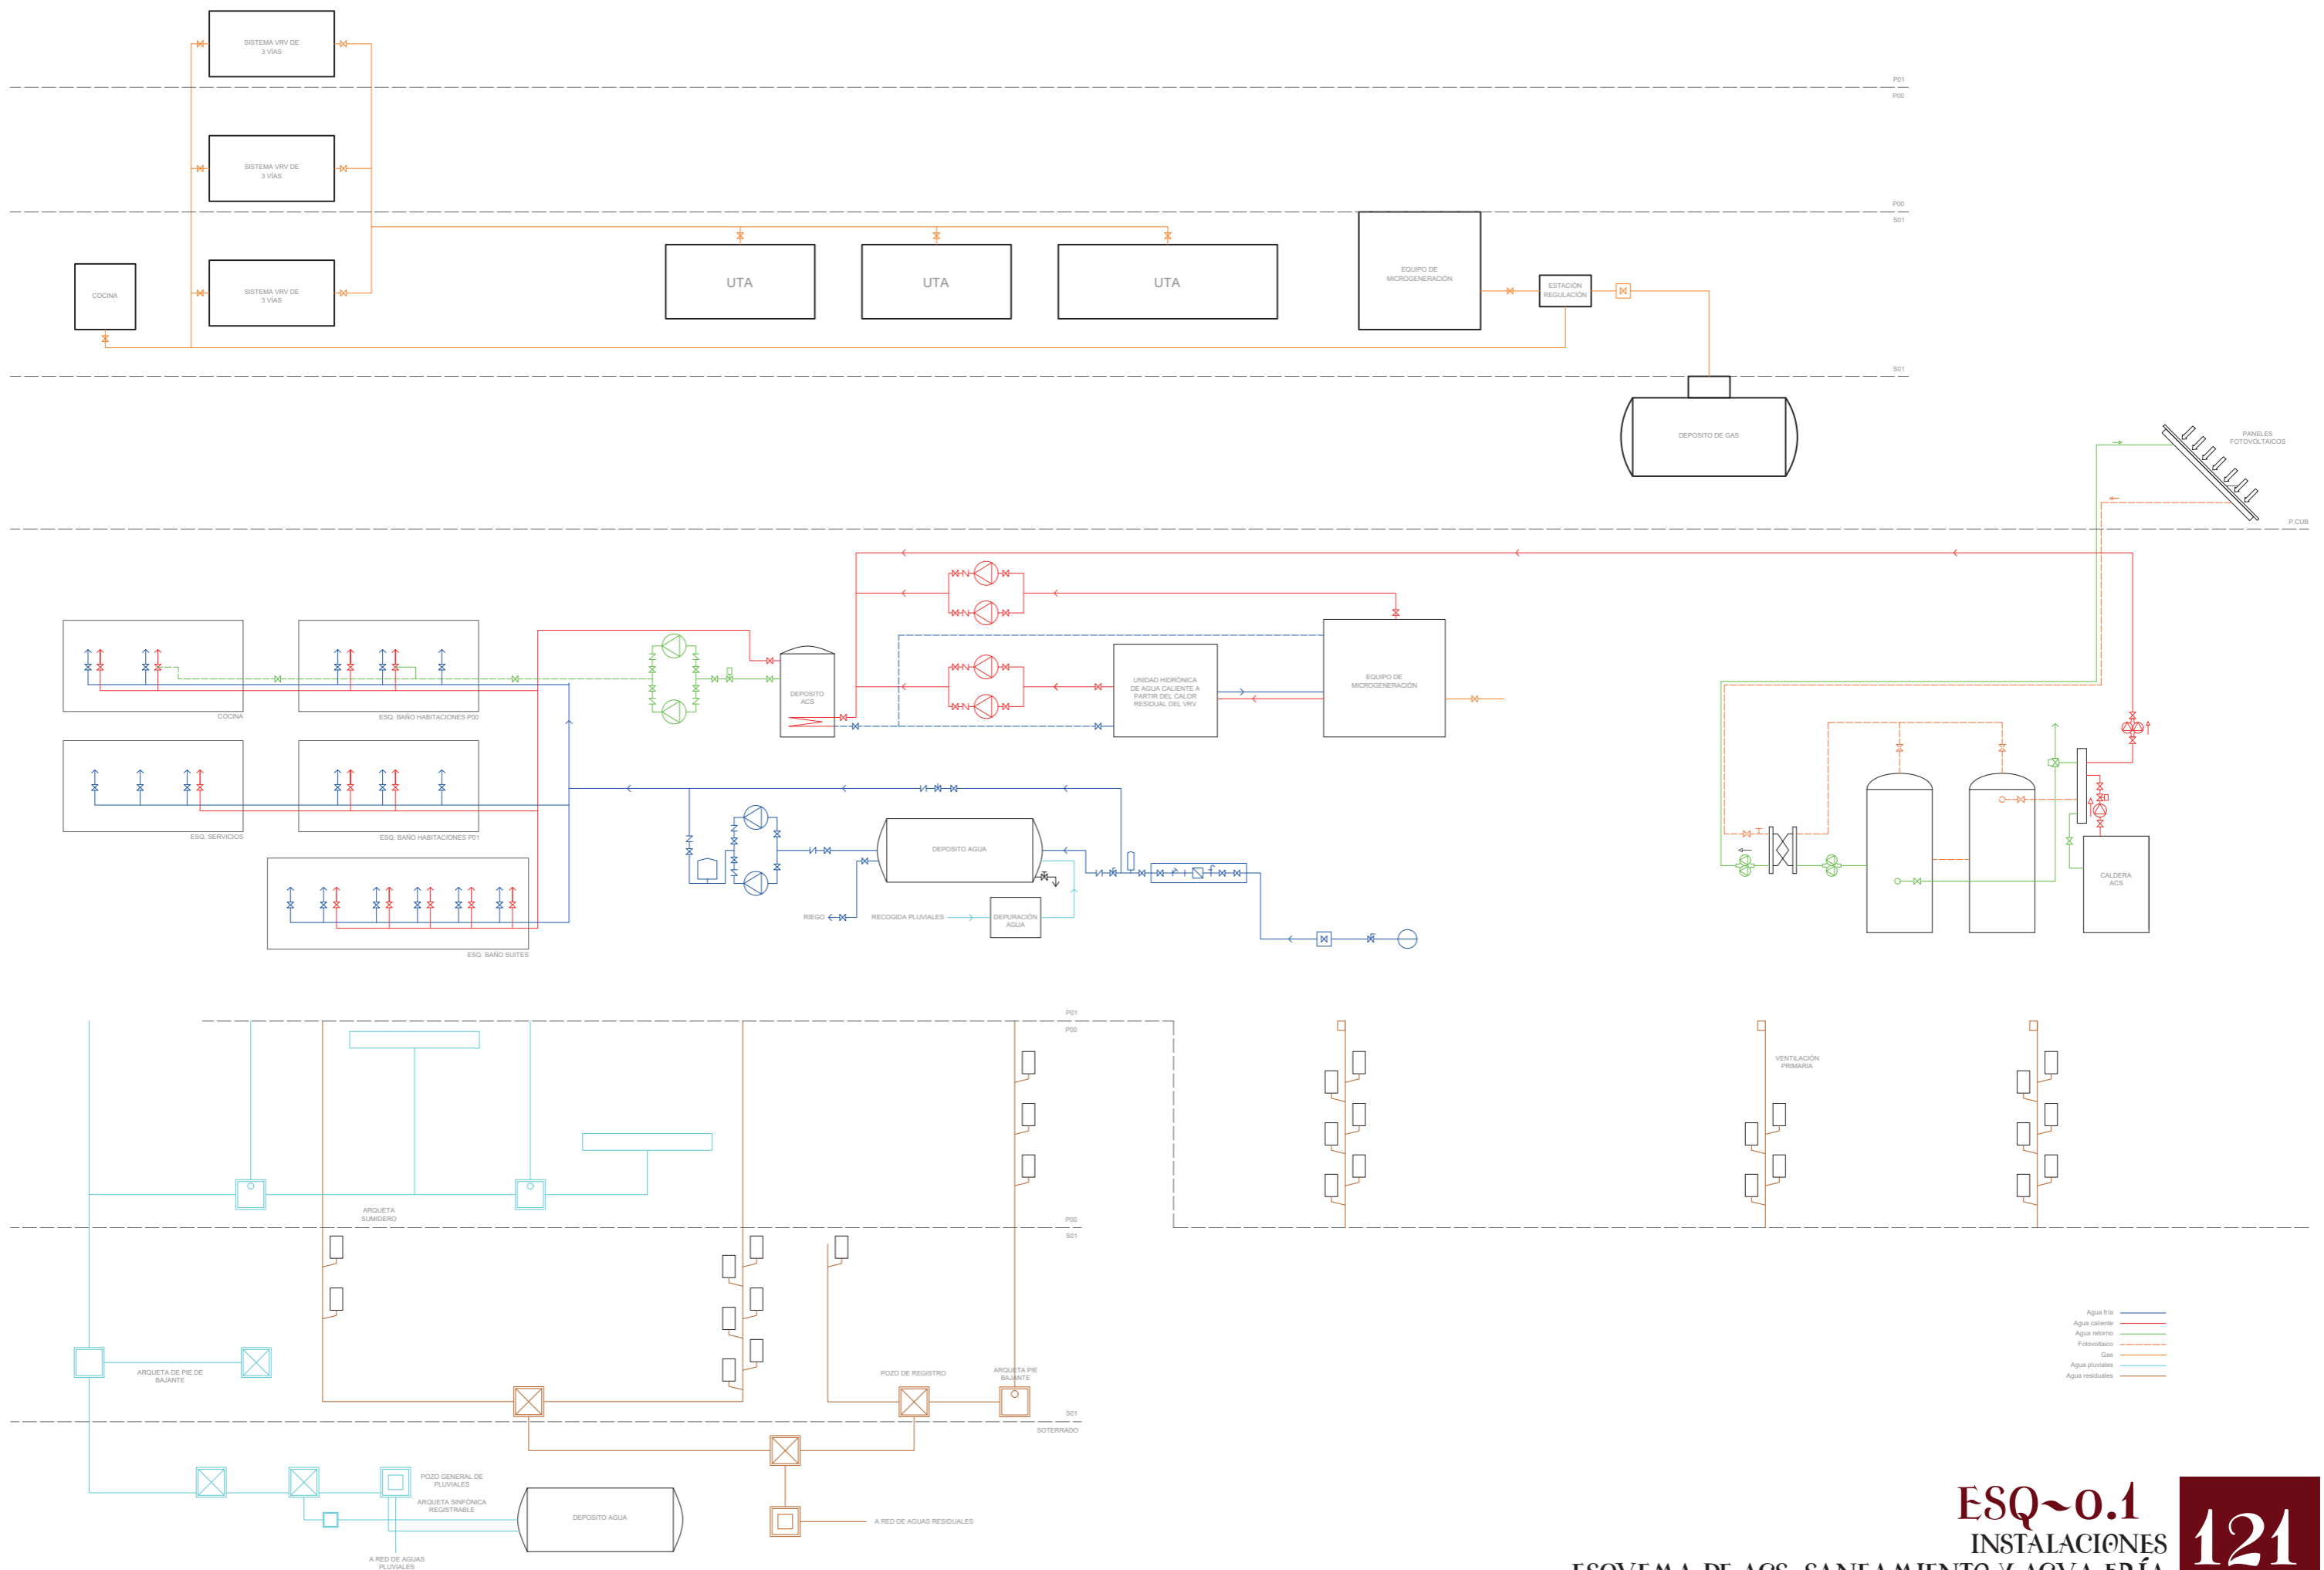 SISTEMA VRV DE
3 VÍAS
P01
P00
SISTEMA VRV DE
3 VÍAS
P00
S01
COCINA
SISTEMA VRV DE
3 VÍAS
UTA
UTA
UTA
EQUIPO DE
MICROGENERACIÓN
ESTACIÓN
REGULACIÓN
S01
DEPOSITO DE GAS
PANELES
FOTOVOLTAICOS
P.CUB
COCINA
ESQ. BAÑO HABITACIONES P00
DEPOSITO
ACS
UNIDAD HIDRÓNICA
DE AGUA CALIENTE A
PARTIR DEL CALOR
RESIDUAL DEL VRV
EQUIPO DE
MICROGENERACIÓN
ESQ. SERVICIOS
ESQ. BAÑO HABITACIONES P01
DEPOSITO AGUA
CALDERA
ACS
RIEGO
RECOGIDA PLUVIALES
DEPURACIÓN
AGUA
ESQ. BAÑO SUITES
P01
P00
VENTILACIÓN
PRIMARIA
ARQUETA
SUMIDERO
P00
S01
ARQUETA DE PIE DE
BAJANTE
POZO DE REGISTRO
ARQUETA PIE
BAJANTE
S01
SOTERRADO
Agua fría
Agua caliente
Agua retorno
Fotovoltaico
Gas
Agua pluviales
Agua residuales
POZO GENERAL DE
PLUVIALES
ARQUETA SINFÓNICA
REGISTRABLE
DEPOSITO AGUA
A RED DE AGUAS RESIDUALES
A RED DE AGUAS
PLUVIALES
ESQ~0.1
INSTALACIONES
ESQUEMA DE ACS, SANEAMIENTO Y AGUA FRÍA
121